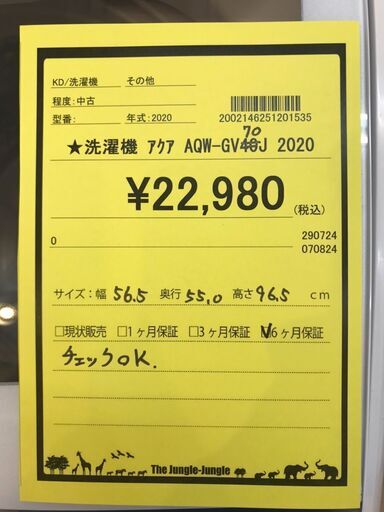 KD/洗濯機 その他
程度:中古
型番: 年式:2020 2002146251201535
70
★洗濯機 アクア AQW-GV40J 2020
¥22,980(税込)
0 290724
070824
サイズ:幅 56.5 奥行 55.0 高さ 96.5 cm
□現状販売 □1ヶ月保証 □3ヶ月保証 ☑6ヶ月保証
チェックOK.
The Jungle-Jungle